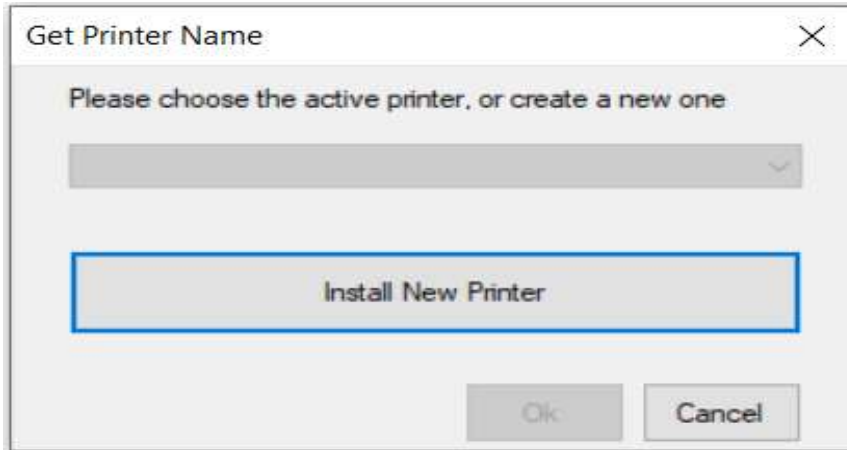 Get Printer Name
Please choose the active printer, or create a new one
Install New Printer
Ok
Cancel